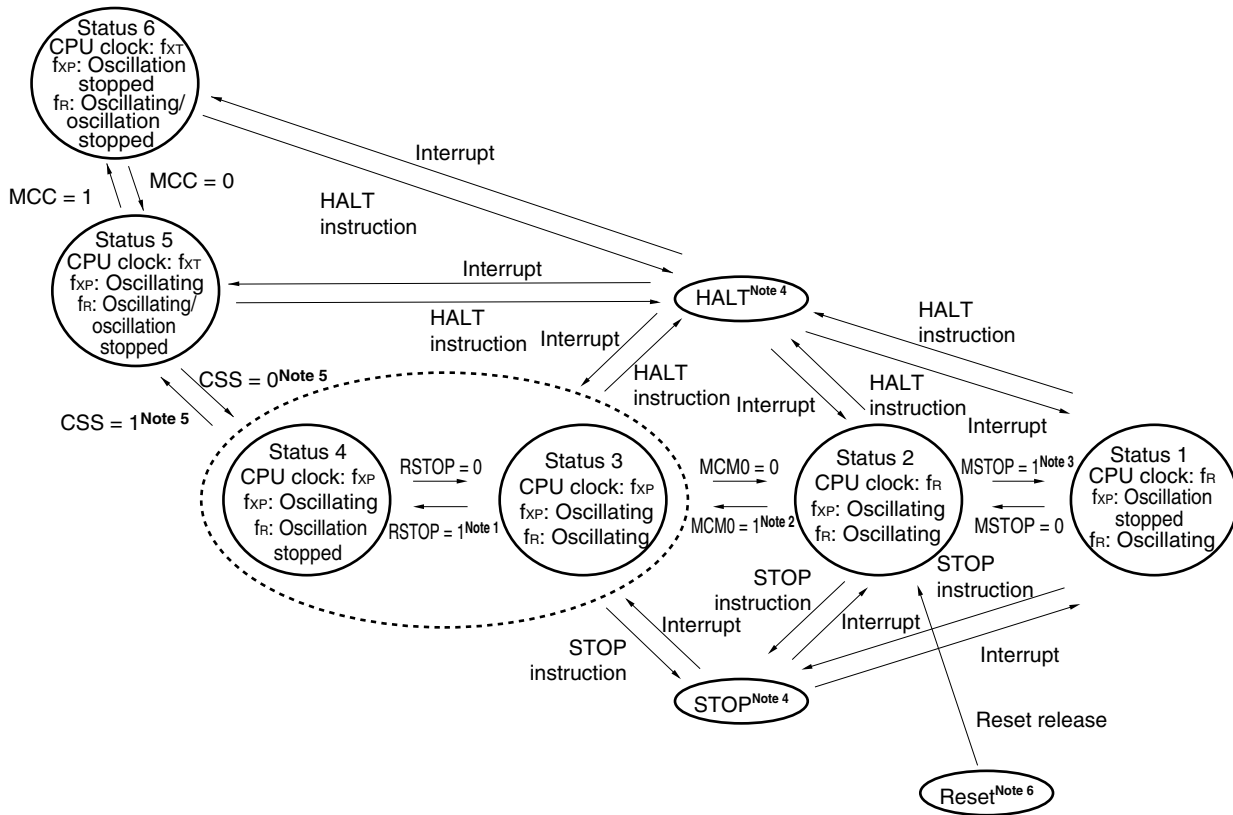 Status 6
CPU clock: fXT
fXP: Oscillation
stopped
fR: Oscillating/
oscillation
stopped
Interrupt
MCC = 0
MCC = 1
HALT
instruction
Status 5
CPU clock: fXT
fXP: Oscillating
fR: Oscillating/
oscillation
stopped
Interrupt
HALT
instruction
HALTNote 4
HALT
instruction
Interrupt
HALT
instruction
Interrupt
HALT
instruction
Interrupt
CSS = 0Note 5
CSS = 1Note 5
Status 4
CPU clock: fXP
fXP: Oscillating
fR: Oscillation
stopped
RSTOP = 0
RSTOP = 1Note 1
Status 3
CPU clock: fXP
fXP: Oscillating
fR: Oscillating
MCM0 = 0
MCM0 = 1Note 2
Status 2
CPU clock: fR
fXP: Oscillating
fR: Oscillating
MSTOP = 1Note 3
MSTOP = 0
Status 1
CPU clock: fR
fXP: Oscillation
stopped
fR: Oscillating
STOP
instruction
STOP
instruction
Interrupt
Interrupt
STOP
instruction
Interrupt
STOPNote 4
Reset release
ResetNote 6